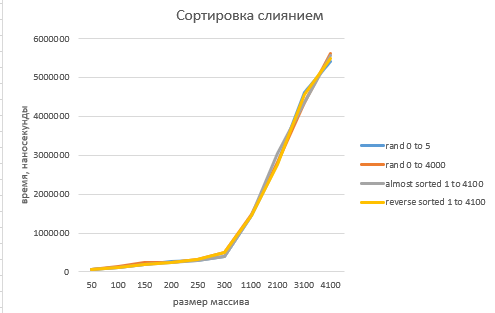 Сортировка слиянием
время, наносекунды
6000000
5000000
4000000
3000000
2000000
1000000
0
50 100 150 200 250 300 1100 2100 3100 4100
размер массива
rand 0 to 5
rand 0 to 4000
almost sorted 1 to 4100
reverse sorted 1 to 4100